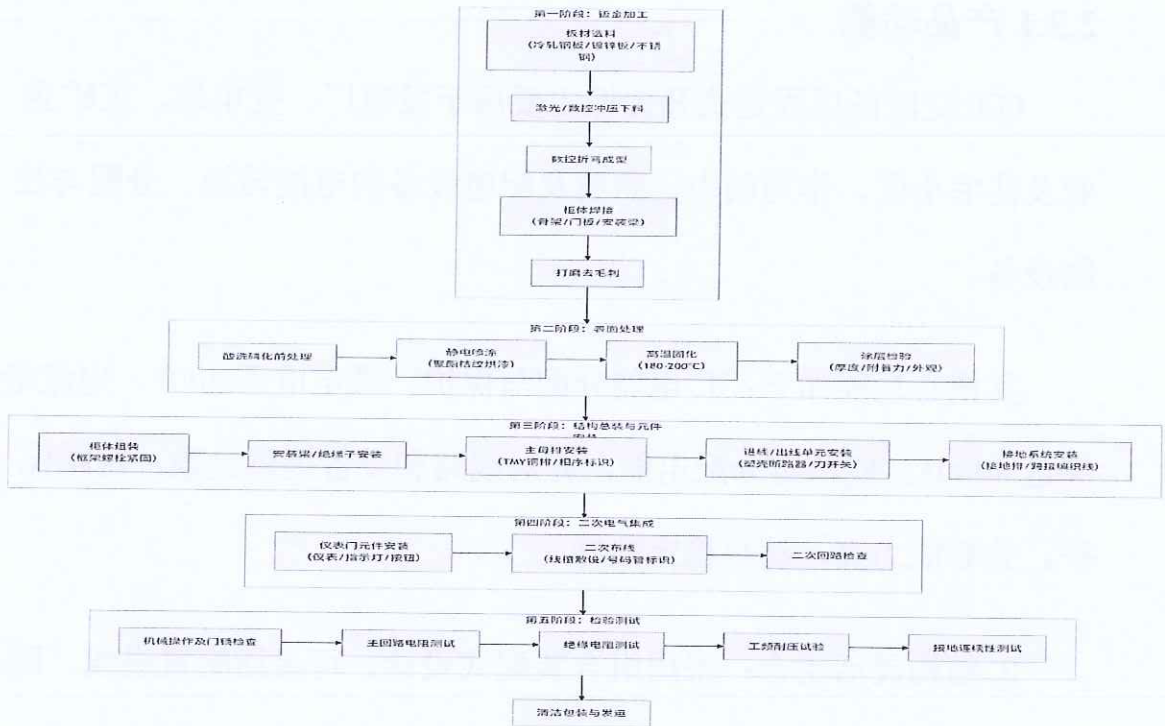 第一阶段：钣金加工
板材选料
(冷轧钢板/镀锌板/不锈
钢)
激光/数控冲压下料
数控折弯成型
柜体焊接
(骨架/门板/安装梁)
打磨去毛刺
第二阶段：表面处理
酸洗磷化前处理
静电喷涂
(聚酯桔纹烘漆)
高温固化
(180-200°C)
涂层检验
(厚度/附着力/外观)
第三阶段：结构总装与元件
柜体组装
(框架螺栓紧固)
安装梁/绝缘子安装
主母排安装
(TMY铜排/相序标识)
进线/出线单元安装
(塑壳断路器/刀开关)
接地系统安装
(接地排/跨接编织线)
第四阶段：二次电气集成
仪表门元件安装
(仪表/指示灯/按钮)
二次布线
(线槽敷设/号码管标识)
二次回路检查
第五阶段：检验测试
机械操作及门锁检查
主回路电阻测试
绝缘电阻测试
工频耐压试验
接地连续性测试
清洁包装与发运